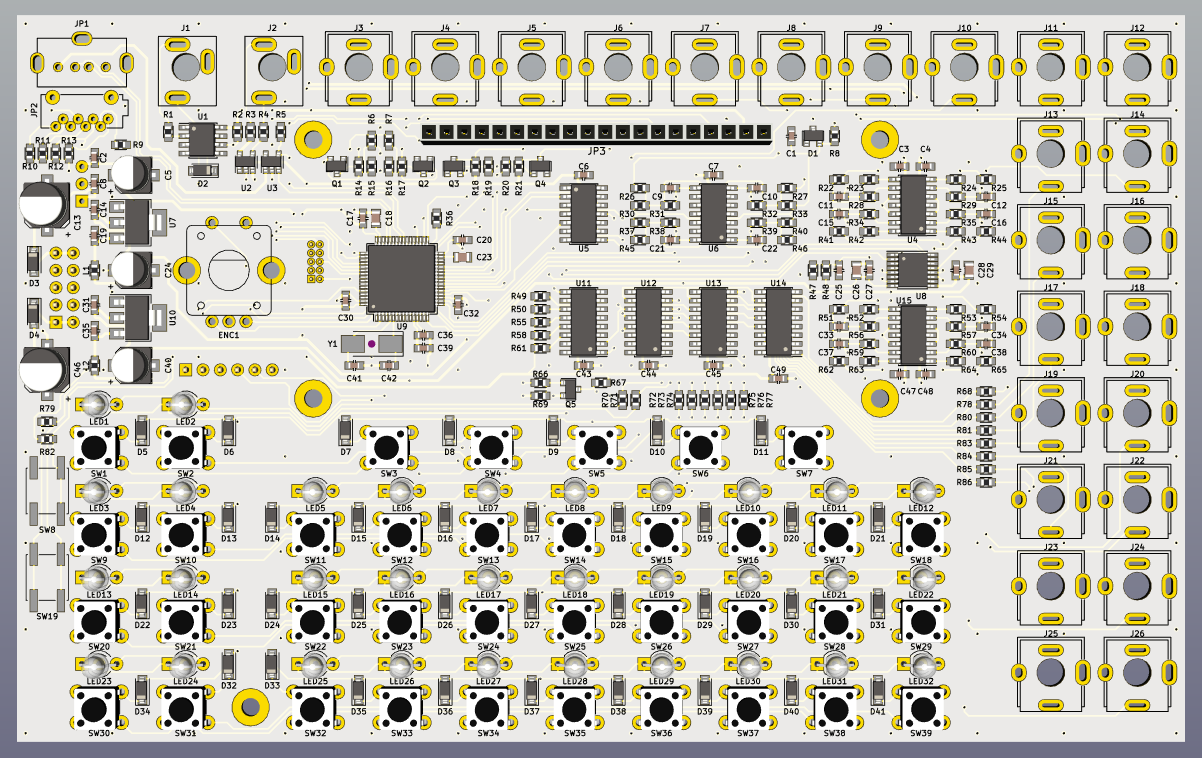 JP1 J1 J2 J3 J4 J5 J6 J7 J8 J9 J10 J11 J12
JP2 R1 U1 R2 R3 R4 R5 R6 R7 J13 J14
R11 R13 R10 R12 C2 R9 D2 U2 U3 JP3 C1 D1 R8
C8 C5 Q1 R14 R15 R16 R17 Q2 Q3 R18 R19 R20 R21 Q4 C6 C7 C3 C4
C13 C14 U7 C17 C18 R36 R26 C9 R27 R22 R23 R24 R25
R30 R31 R32 R33 C10 C11 R28 R29 C12 J15 J16
C19 R37 R38 C39 R40 C15 R35 R16
U5 R45 C21 U6 C22 R46 R41 R42 U4 R43 R44
C20 C23
D3 C24 R47 R48 C25 C26 C27 U8 C28 C29
C31 C30 U9 C32 R49 U11 U12 U13 U14 U15 J17 J18
D4 C35 U10 ENC1 R50 R51 R52 R53 R54
Y1 C36 C39 R55 R56 R57
R58 R61 C33 C34 C37 R59 R60 C38
C46 C40 C41 C42 C43 C44 C45 C49 R62 R63 R64 R65
R66 R67 R69 Q5 R70 R71 R72 R73 R74 R75 R76 R77 C47 C48 J19 J20
R79 R82 R68 R78 R80 R81 R83 R84 R85 R86
LED1 LED2
D5 D6 D7 D8 D9 D10 D11
SW1 SW2 SW3 SW4 SW5 SW6 SW7 J21 J22
LED3 LED4 LED5 LED6 LED7 LED8 LED9 LED10 LED11 LED12
SW8 D12 D13 D14 D15 D16 D17 D18 D19 D20 D21
SW9 SW10 SW11 SW12 SW13 SW14 SW15 SW16 SW17 SW18 J23 J24
LED13 LED14 LED15 LED16 LED17 LED18 LED19 LED20 LED21 LED22
SW19 D22 D23 D24 D25 D26 D27 D28 D29 D30 D31
SW20 SW21 SW22 SW23 SW24 SW25 SW26 SW27 SW28 SW29 J25 J26
LED23 LED24 LED25 LED26 LED27 LED28 LED29 LED30 LED31 LED32
D32 D33
D34 D35 D36 D37 D38 D39 D40 D41
SW30 SW31 SW32 SW33 SW34 SW35 SW36 SW37 SW38 SW39